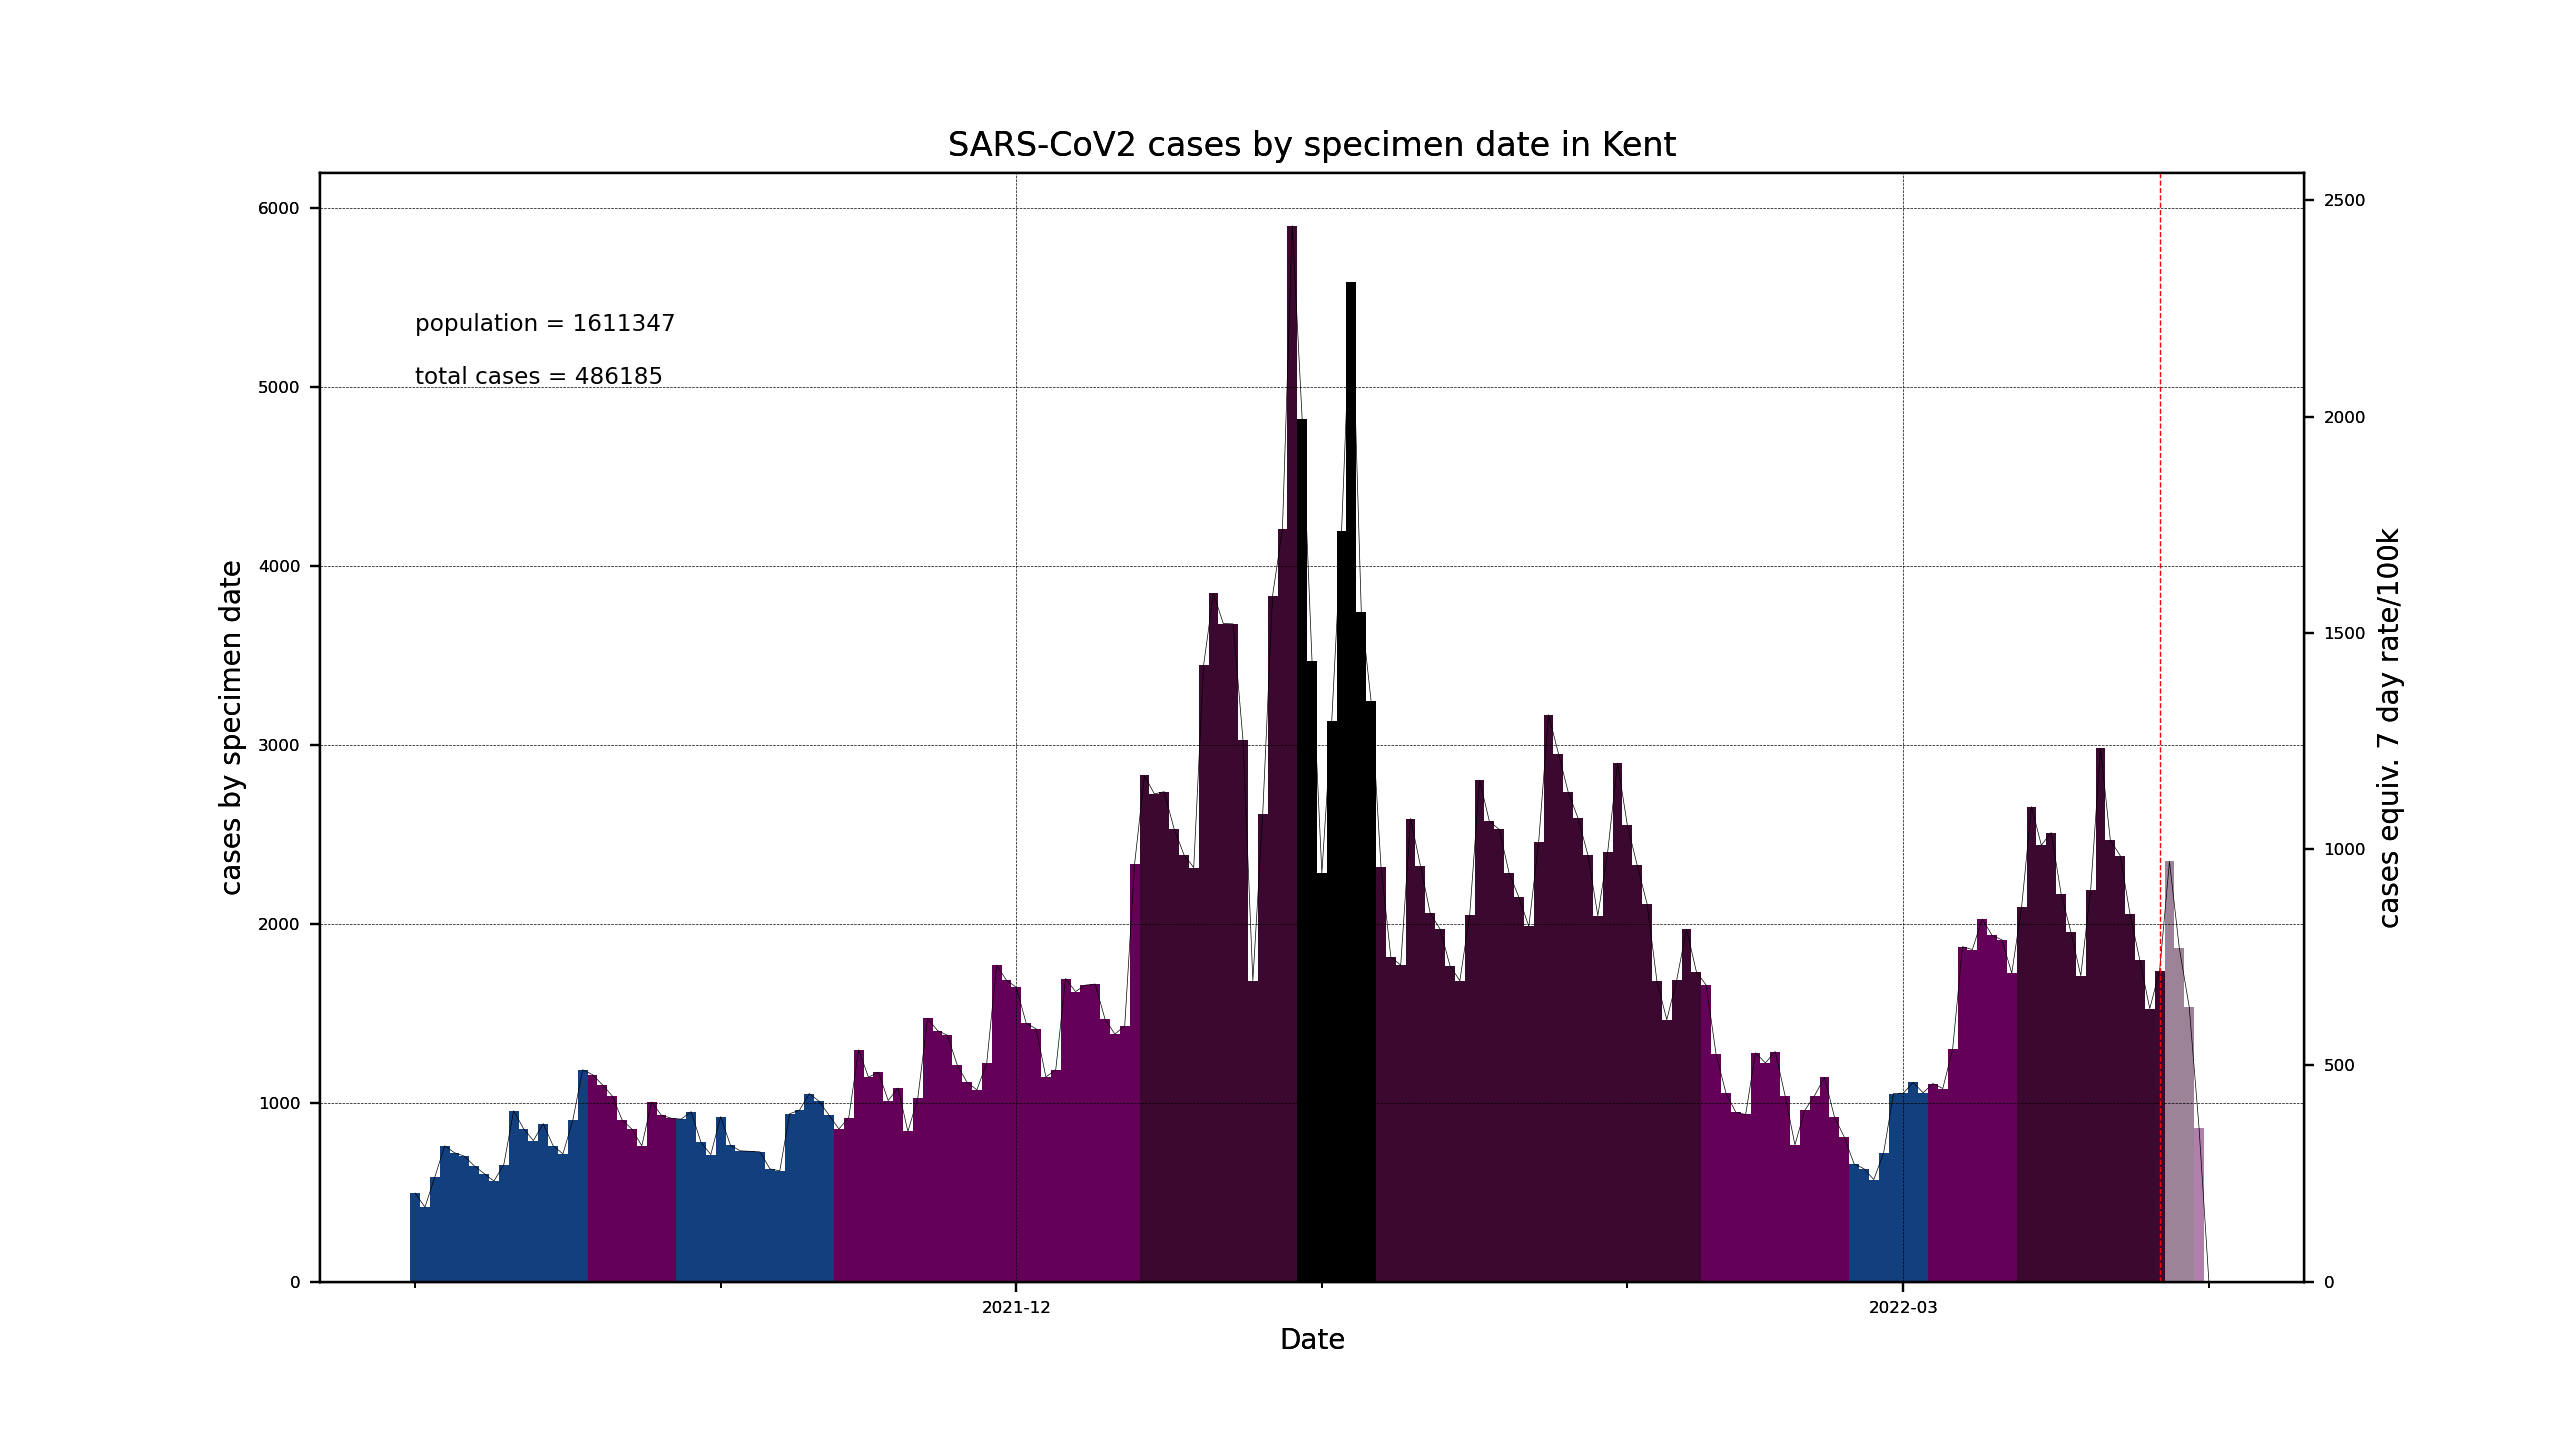 SARS-CoV2 cases by specimen date in Kent
6000
5000
4000
3000
2000
1000
0
cases by specimen date
population = 1611347
total cases = 486185
2500
2000
1500
1000
500
0
cases equiv. 7 day rate/100k
2021-12
2022-03
Date